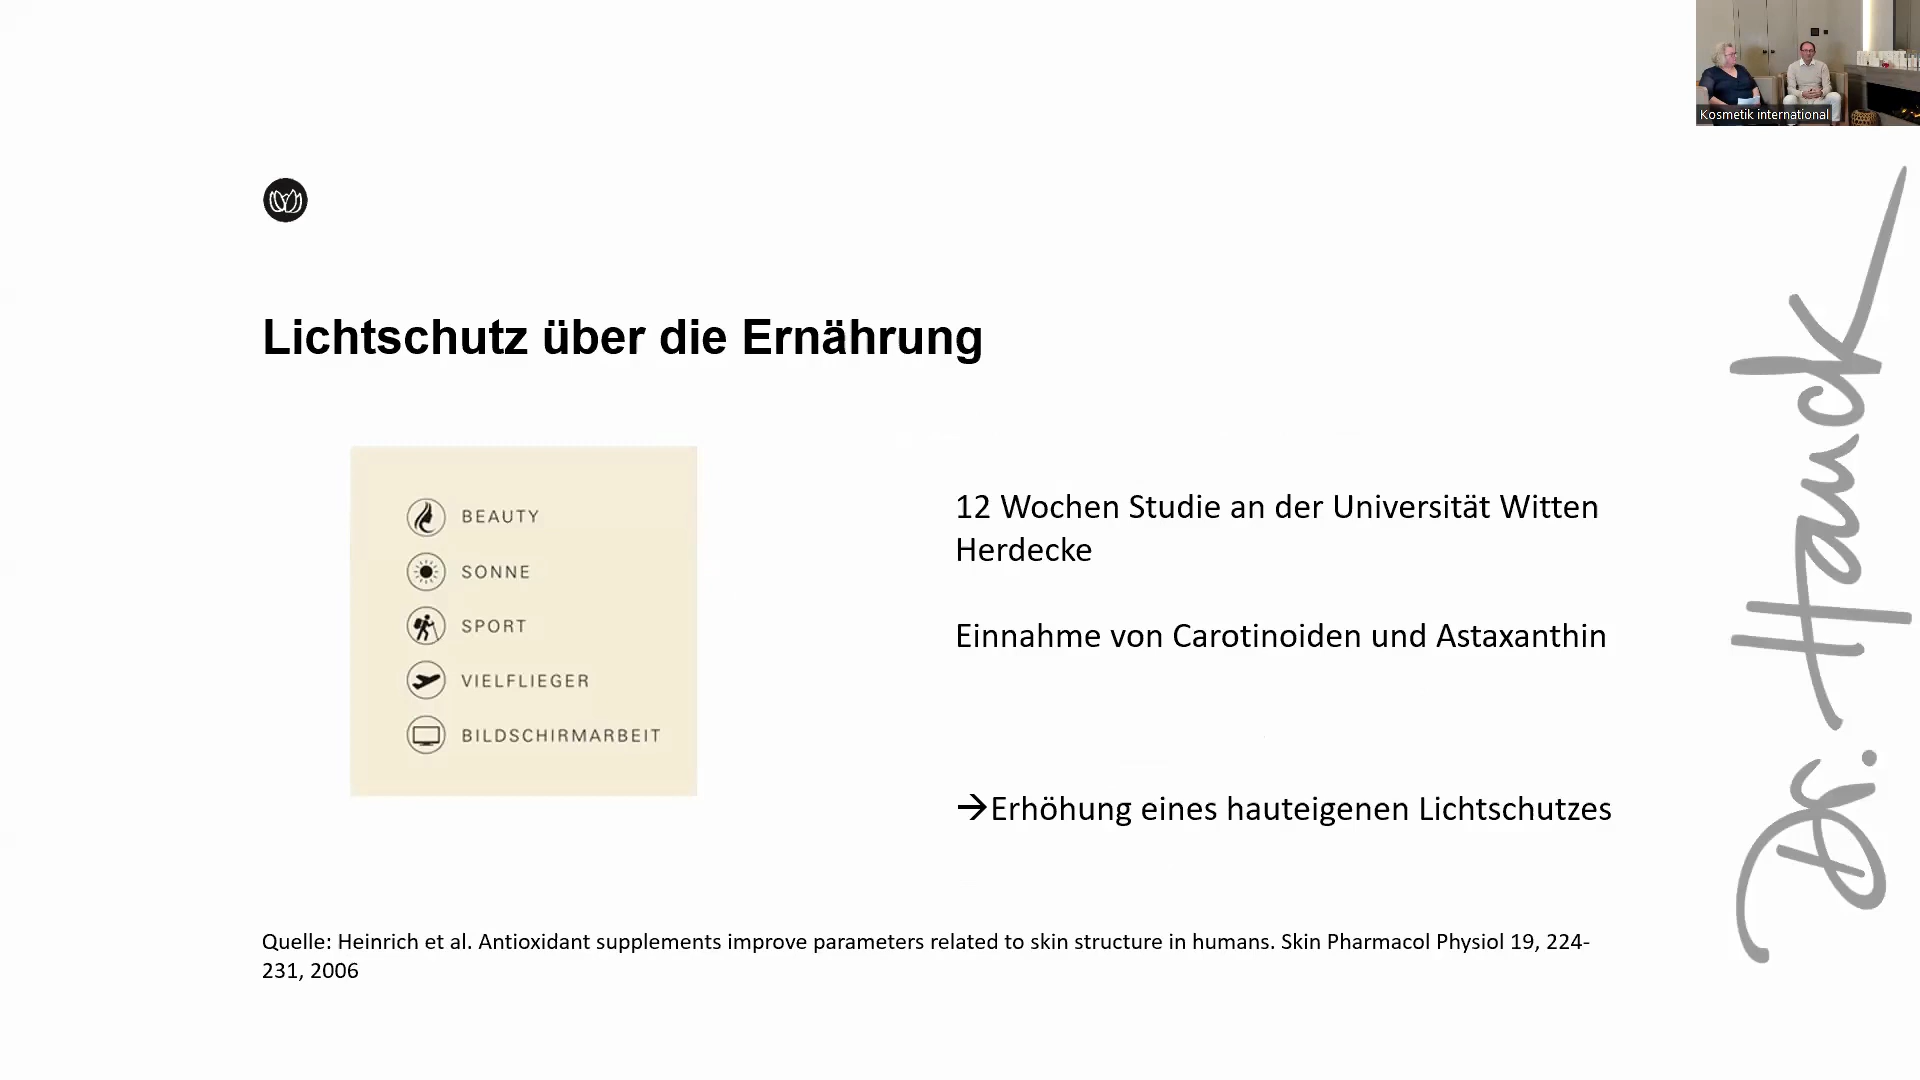 Kosmetik international
Lichtschutz über die Ernährung
BEAUTY
SONNE
SPORT
VIELFLIEGER
BILDSCHIRMARBEIT
12 Wochen Studie an der Universität Witten
Herdecke
Einnahme von Carotinoiden und Astaxanthin
→Erhöhung eines hauteigenen Lichtschutzes
Quelle: Heinrich et al. Antioxidant supplements improve parameters related to skin structure in humans. Skin Pharmacol Physiol 19, 224-
231, 2006
Dr. Hauck